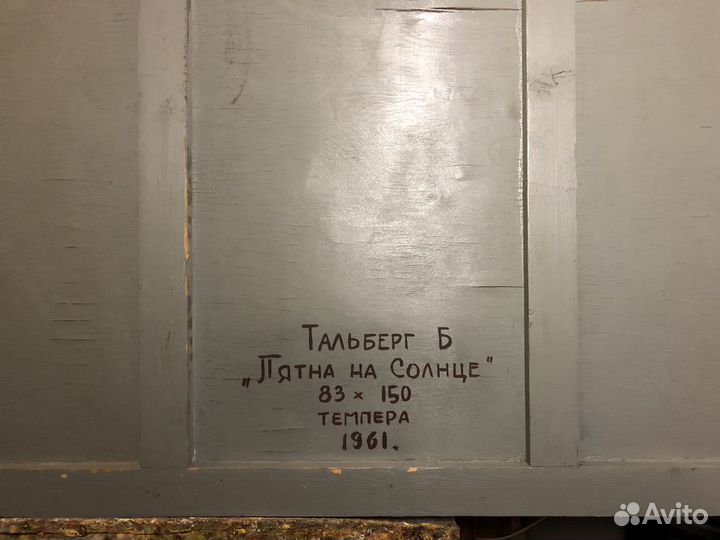 Тальберг Б
„Пятна на Солнце"
83 × 150
темпера
1961.
Avito